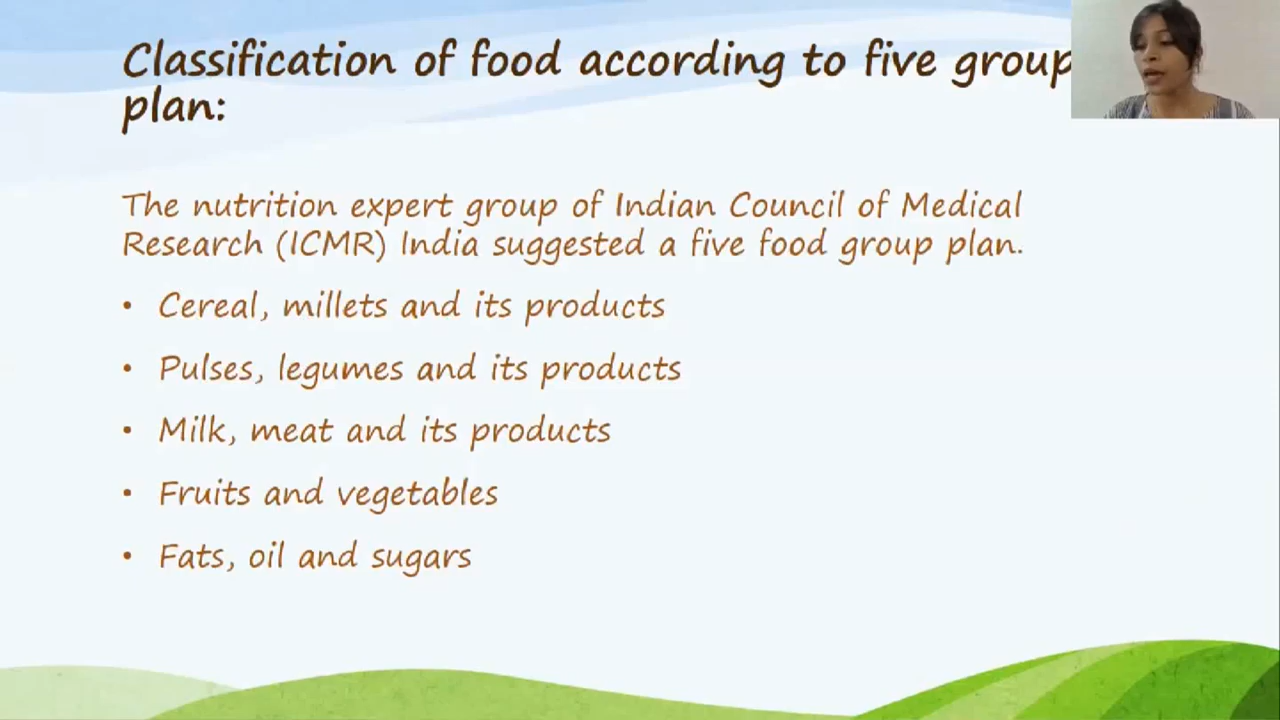 Classification of food according to five group
plan:
The nutrition expert group of Indian Council of Medical
Research (ICMR) India suggested a five food group plan.
• Cereal, millets and its products
• Pulses, legumes and its products
• Milk, meat and its products
• Fruits and vegetables
• Fats, oil and sugars